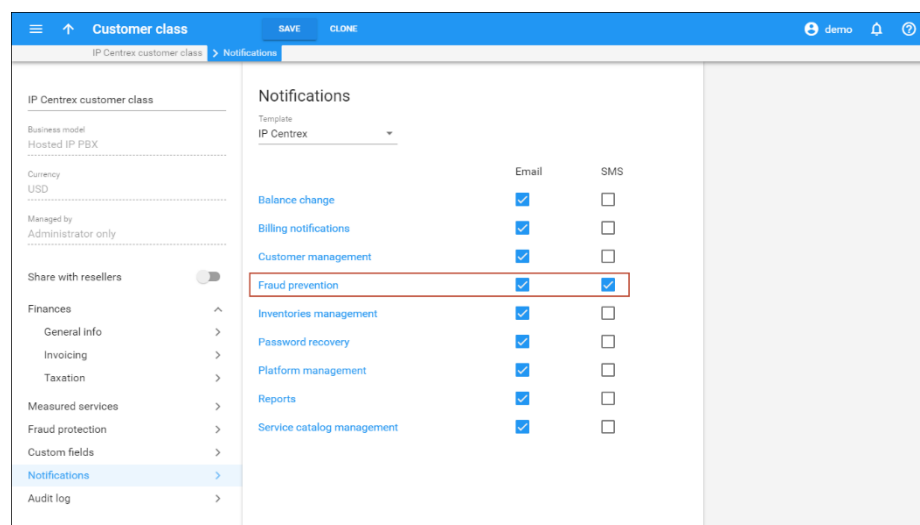 Customer class
SAVE
CLONE
demo
IP Centrex customer class
Notifications
IP Centrex customer class
Business model
Hosted IP PBX
Currency
USD
Managed by
Administrator only
Share with resellers
Finances
General info
Invoicing
Taxation
Measured services
Fraud protection
Custom fields
Notifications
Audit log
Notifications
Template
IP Centrex
Email SMS
Balance change
Billing notifications
Customer management
Fraud prevention
Inventories management
Password recovery
Platform management
Reports
Service catalog management